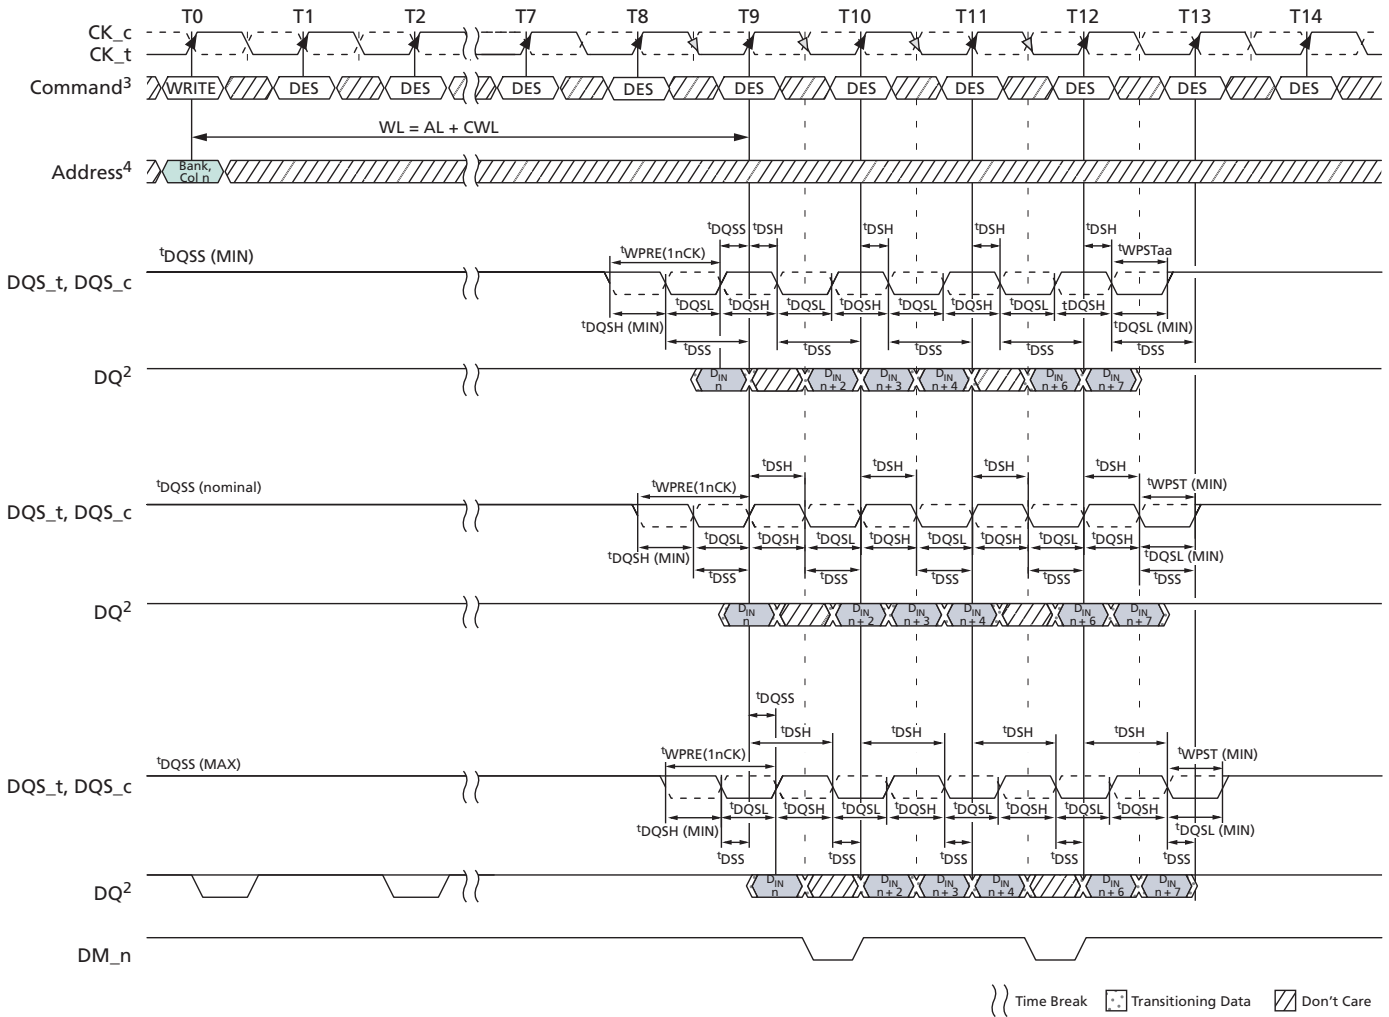 T0 T1 T2 T7 T8 T9 T10 T11 T12 T13 T14
CK_c
CK_t
Command3 WRITE DES DES DES DES DES DES DES DES DES DES
WL = AL + CWL
Address4 Bank, Col n
tDQSS tDSH tDSH tDSH tDSH
tDQSS (MIN) tWPRE(1nCK) tWPSTaa
DQS_t, DQS_c
tDQSL tDQSH tDQSL tDQSH tDQSL tDQSH tDQSL tDQSH
tDQSH (MIN) tDQSL (MIN)
tDSS tDSS tDSS tDSS tDSS
DQ2 DIN n DIN n + 2 DIN n + 3 DIN n + 4 DIN n + 6 DIN n + 7
tDSH tDSH tDSH tDSH
tDQSS (nominal) tWPRE(1nCK) tWPST (MIN)
DQS_t, DQS_c
tDQSL tDQSH tDQSL tDQSH tDQSL tDQSH tDQSL tDQSH
tDQSH (MIN) tDQSL (MIN)
tDSS tDSS tDSS tDSS tDSS
DQ2 DIN n DIN n + 2 DIN n + 3 DIN n + 4 DIN n + 6 DIN n + 7
tDQSS
tDSH tDSH tDSH tDSH
tDQSS (MAX) tWPRE(1nCK) tWPST (MIN)
DQS_t, DQS_c
tDQSL tDQSH tDQSL tDQSH tDQSL tDQSH tDQSL tDQSH
tDQSH (MIN) tDQSL (MIN)
tDSS tDSS tDSS tDSS tDSS
DQ2 DIN n DIN n + 2 DIN n + 3 DIN n + 4 DIN n + 6 DIN n + 7
DM_n
Time Break Transitioning Data Don't Care